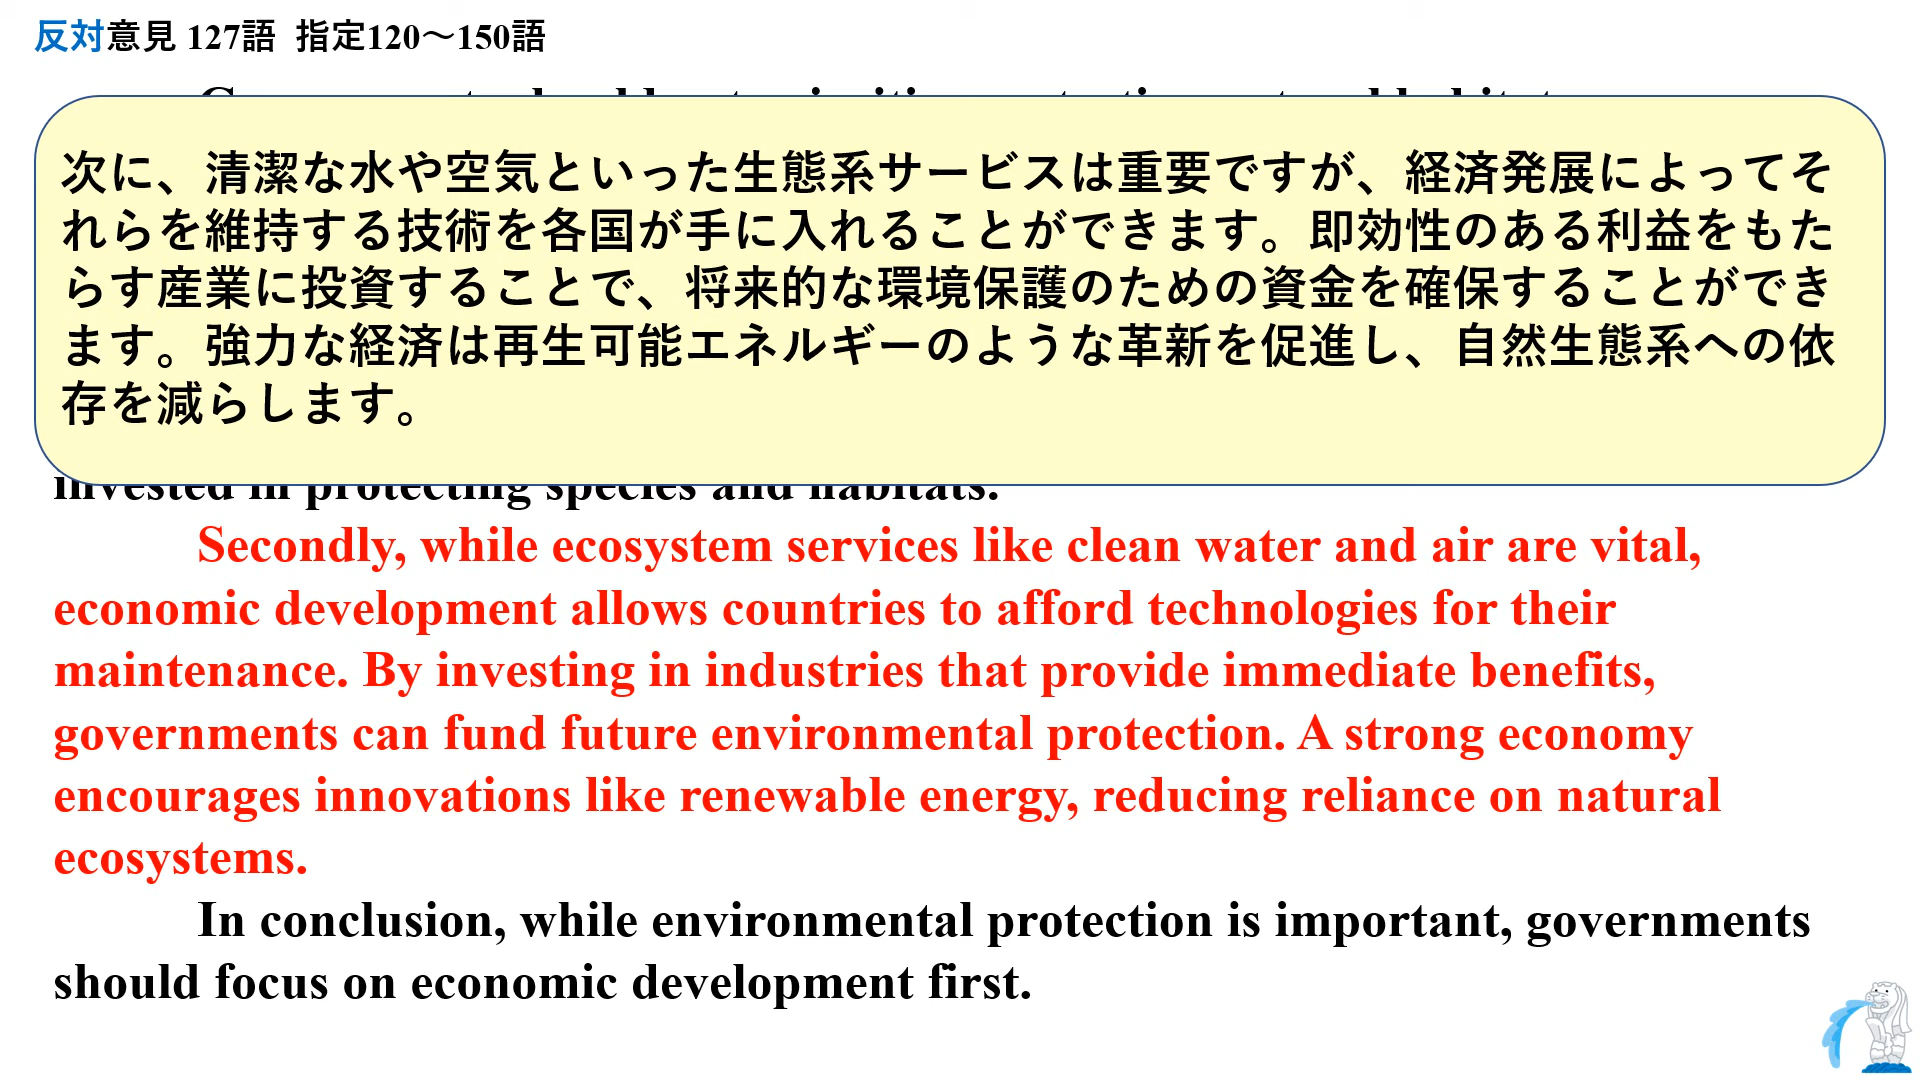 反対意見 127語 指定120～150語
次に、清潔な水や空気といった生態系サービスは重要ですが、経済発展によってそ
れらを維持する技術を各国が手に入れることができます。即効性のある利益をもた
らす産業に投資することで、将来的な環境保護のための資金を確保することができ
ます。強力な経済は再生可能エネルギーのような革新を促進し、自然生態系への依
存を減らします。
invested in protecting species and habitats.
Secondly, while ecosystem services like clean water and air are vital,
economic development allows countries to afford technologies for their
maintenance. By investing in industries that provide immediate benefits,
governments can fund future environmental protection. A strong economy
encourages innovations like renewable energy, reducing reliance on natural
ecosystems.
In conclusion, while environmental protection is important, governments
should focus on economic development first.